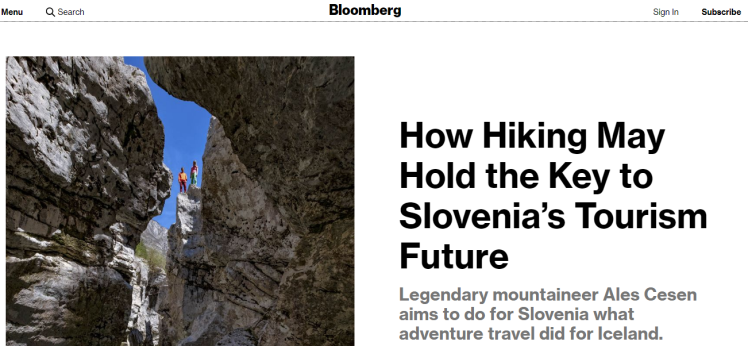 Menu
Search
Bloomberg
Sign In
Subscribe
How Hiking May
Hold the Key to
Slovenia’s Tourism
Future
Legendary mountaineer Ales Cesen
aims to do for Slovenia what
adventure travel did for Iceland.